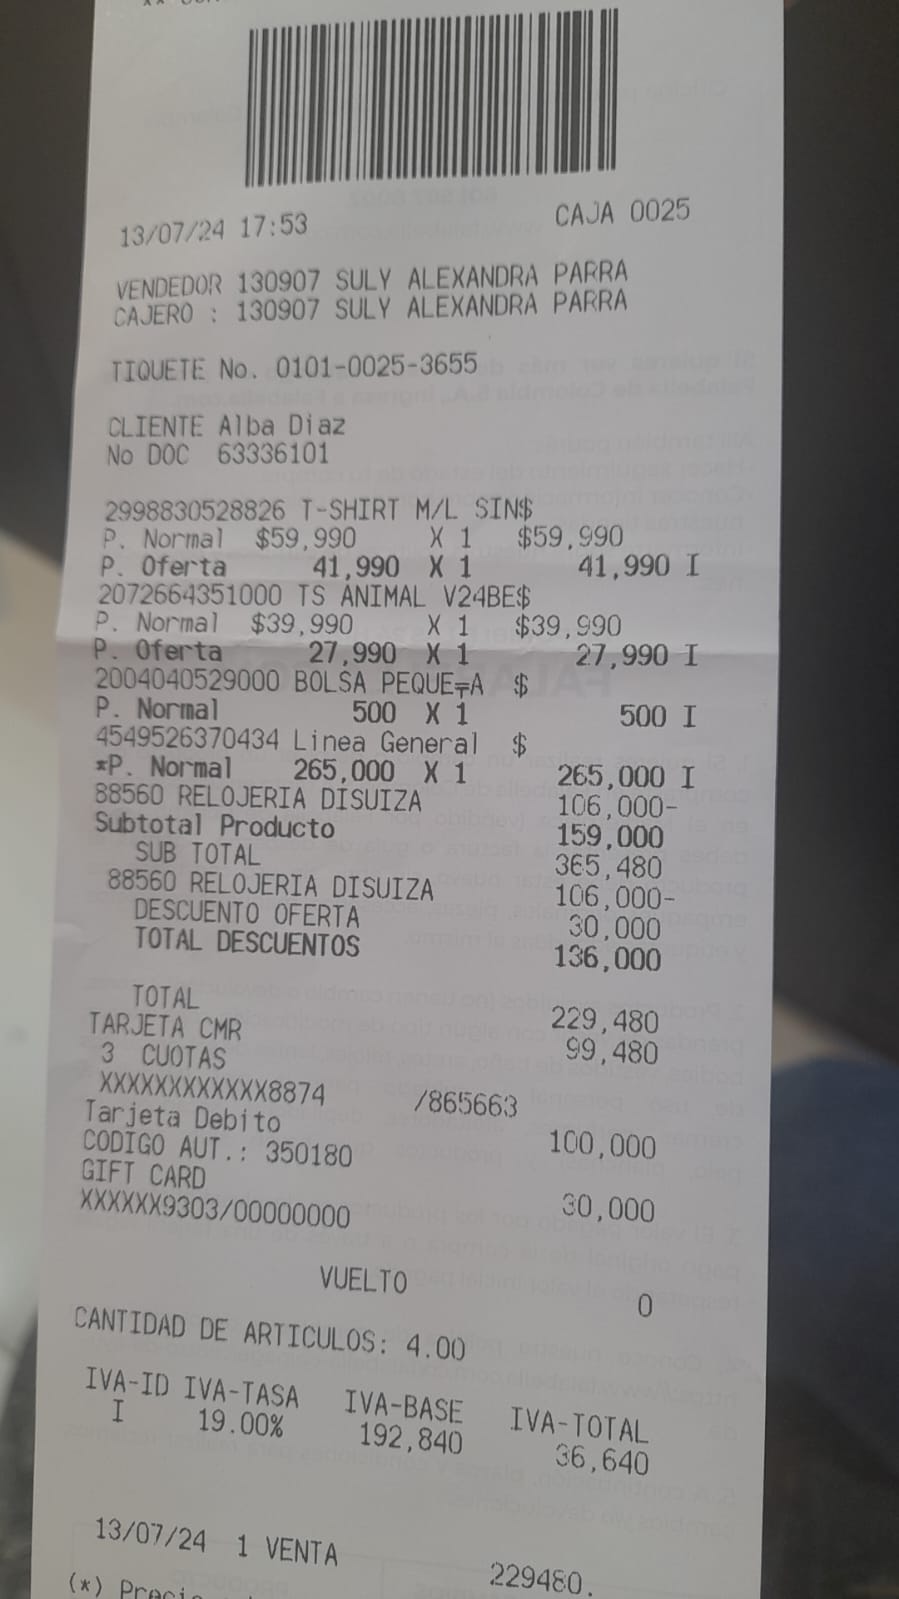 13/07/24 17:53 CAJA 0025
VENDEDOR 130907 SULY ALEXANDRA PARRA
CAJERO : 130907 SULY ALEXANDRA PARRA
TIQUETE No. 0101-0025-3655
CLIENTE Alba Diaz
No DOC 63336101
2998830528826 T-SHIRT M/L SIN$
P. Normal $59,990 X 1 $59,990
P. Oferta 41,990 X 1 41,990 I
2072664351000 TS ANIMAL V24BE$
P. Normal $39,990 X 1 $39,990
P. Oferta 27,990 X 1 27,990 I
2004040529000 BOLSA PEQUE╤A $
P. Normal 500 X 1 500 I
4549526370434 Linea General $
*P. Normal 265,000 X 1 265,000 I
88560 RELOJERIA DISUIZA 106,000-
Subtotal Producto 159,000
SUB TOTAL 365,480
88560 RELOJERIA DISUIZA 106,000-
DESCUENTO OFERTA 30,000
TOTAL DESCUENTOS 136,000
TOTAL 229,480
TARJETA CMR 99,480
3 CUOTAS
XXXXXXXXXXXX8874 /865663
Tarjeta Debito 100,000
CODIGO AUT.: 350180
GIFT CARD 30,000
XXXXXX9303/00000000
VUELTO 0
CANTIDAD DE ARTICULOS: 4.00
IVA-ID IVA-TASA IVA-BASE IVA-TOTAL
I 19.00% 192,840 36,640
13/07/24 1 VENTA 229480.
(*)